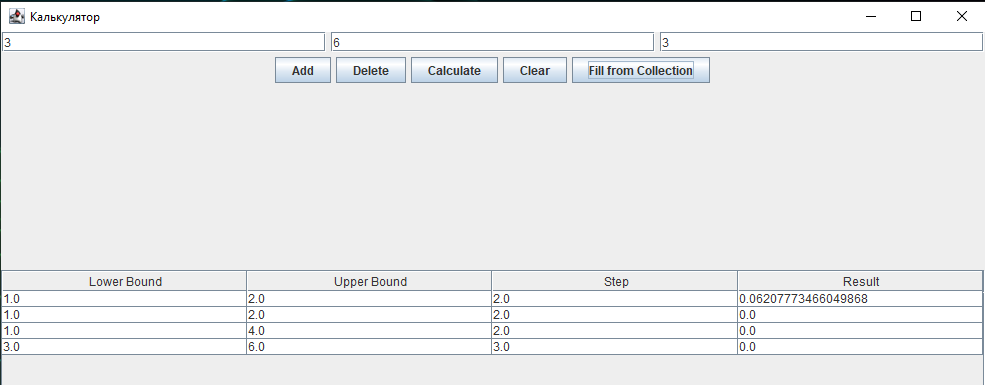 Калькулятор
3 6 3
Add Delete Calculate Clear Fill from Collection
Lower Bound Upper Bound Step Result
1.0 2.0 2.0 0.06207773466049868
1.0 2.0 2.0 0.0
1.0 4.0 2.0 0.0
3.0 6.0 3.0 0.0